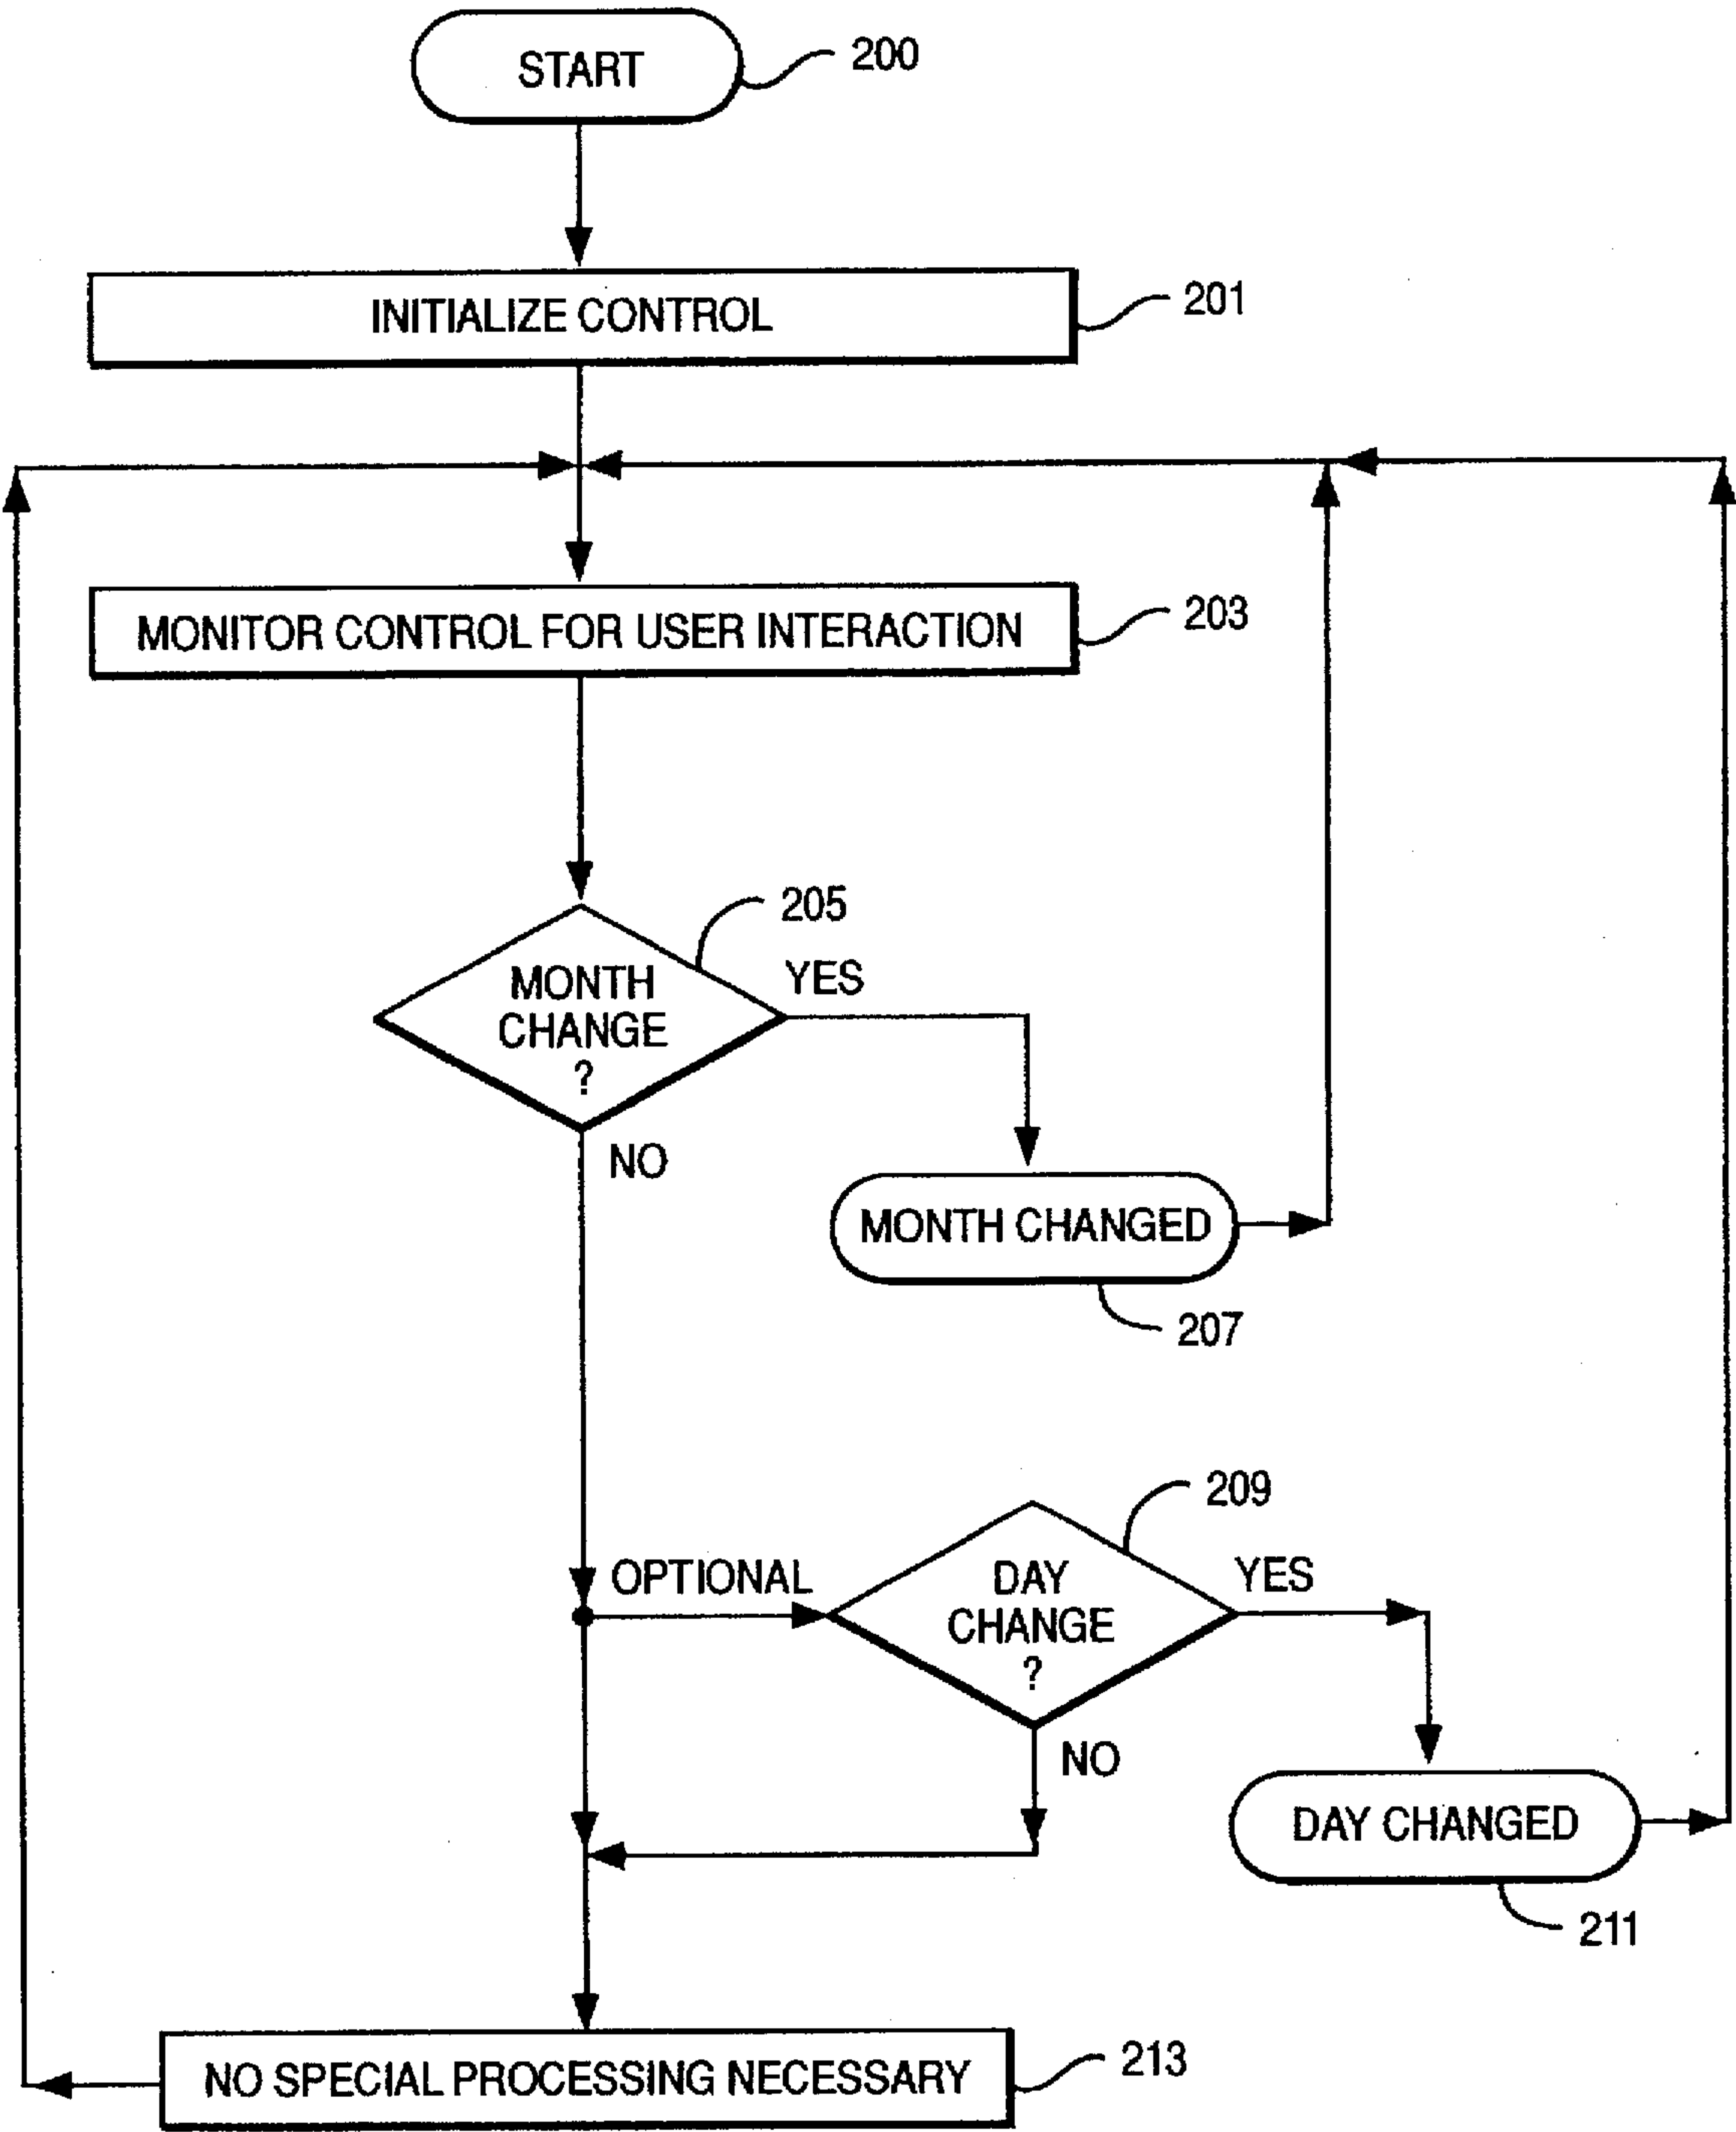 START
200
INITIALIZE CONTROL
201
MONITOR CONTROL FOR USER INTERACTION
203
205
MONTH
CHANGE
?
YES
NO
MONTH CHANGED
207
209
OPTIONAL
DAY
CHANGE
?
YES
NO
DAY CHANGED
211
NO SPECIAL PROCESSING NECESSARY
213